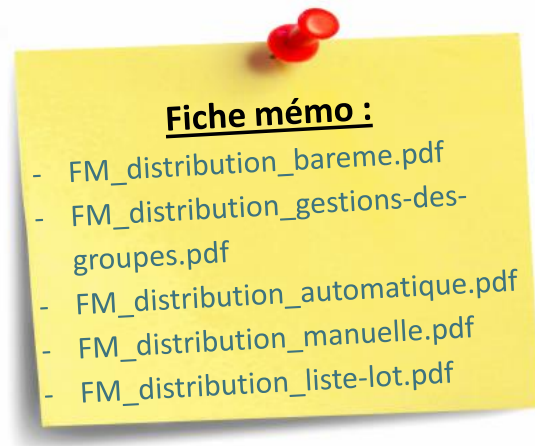 Fiche mémo :
- FM_distribution_bareme.pdf
- FM_distribution_gestions-des-
groupes.pdf
- FM_distribution_automatique.pdf
- FM_distribution_manuelle.pdf
- FM_distribution_liste-lot.pdf